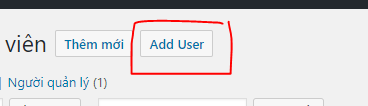 viên Thêm mới Add User
| Người quản lý (1)